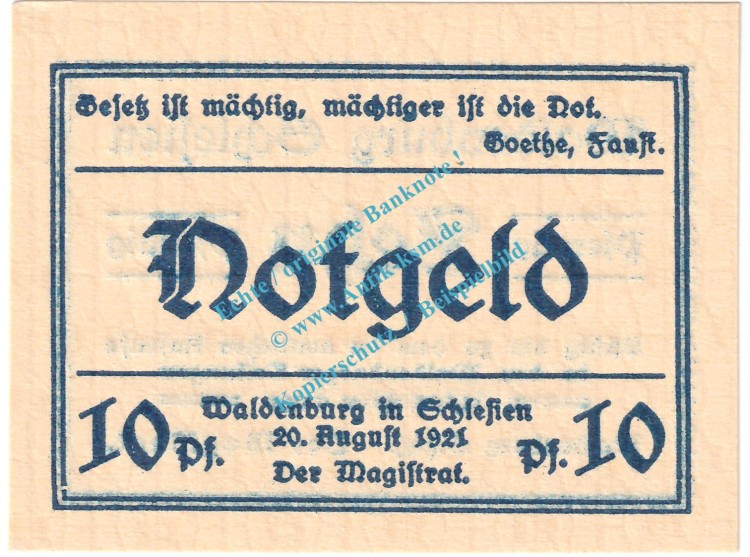 Gesetz ist mächtig, mächtiger ist die Not.
Goethe, Faust.
Notgeld
Echte / originale Banknote !
© www.Antik-ksm.de
Kopierschutz - Beispielbild
10 Pf.
Waldenburg in Schlesien
20. August 1921
Der Magistrat.
Pf. 10